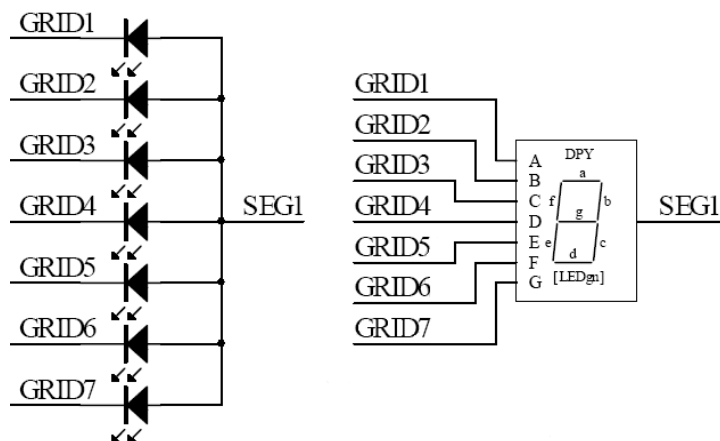 GRID1
GRID2
GRID3
GRID4
GRID5
GRID6
GRID7
SEG1
GRID1
GRID2
GRID3
GRID4
GRID5
GRID6
GRID7
A
B
C
D
E
F
G
DPY
a
f b
g
e c
d
[LEDgn]
SEG1